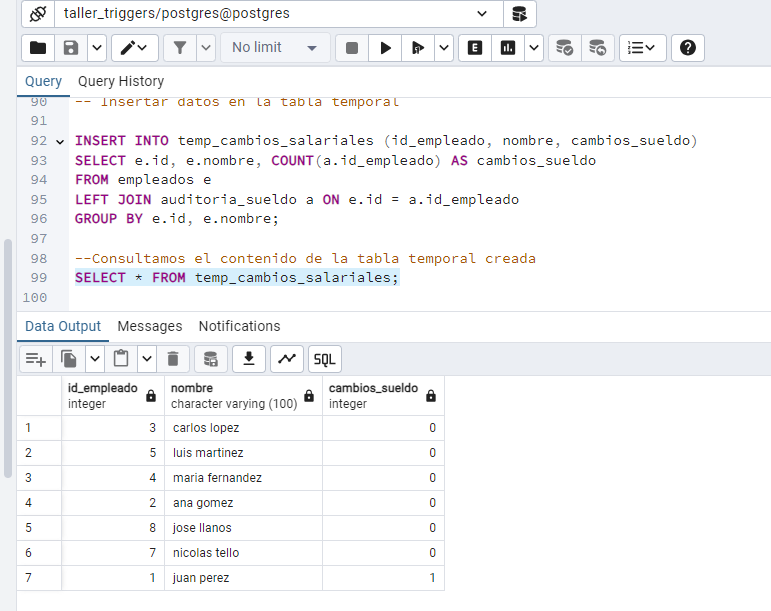 taller_triggers/postgres@postgres
No limit
E
Query Query History
90 -- Insertar datos en la tabla temporal
91
92 INSERT INTO temp_cambios_salariales (id_empleado, nombre, cambios_sueldo)
93 SELECT e.id, e.nombre, COUNT(a.id_empleado) AS cambios_sueldo
94 FROM empleados e
95 LEFT JOIN auditoria_sueldo a ON e.id = a.id_empleado
96 GROUP BY e.id, e.nombre;
97
98 --Consultamos el contenido de la tabla temporal creada
99 SELECT * FROM temp_cambios_salariales;
100
Data Output Messages Notifications
SQL
id_empleado nombre cambios_sueldo
integer character varying (100) integer
1 3 carlos lopez 0
2 5 luis martinez 0
3 4 maria fernandez 0
4 2 ana gomez 0
5 8 jose llanos 0
6 7 nicolas tello 0
7 1 juan perez 1